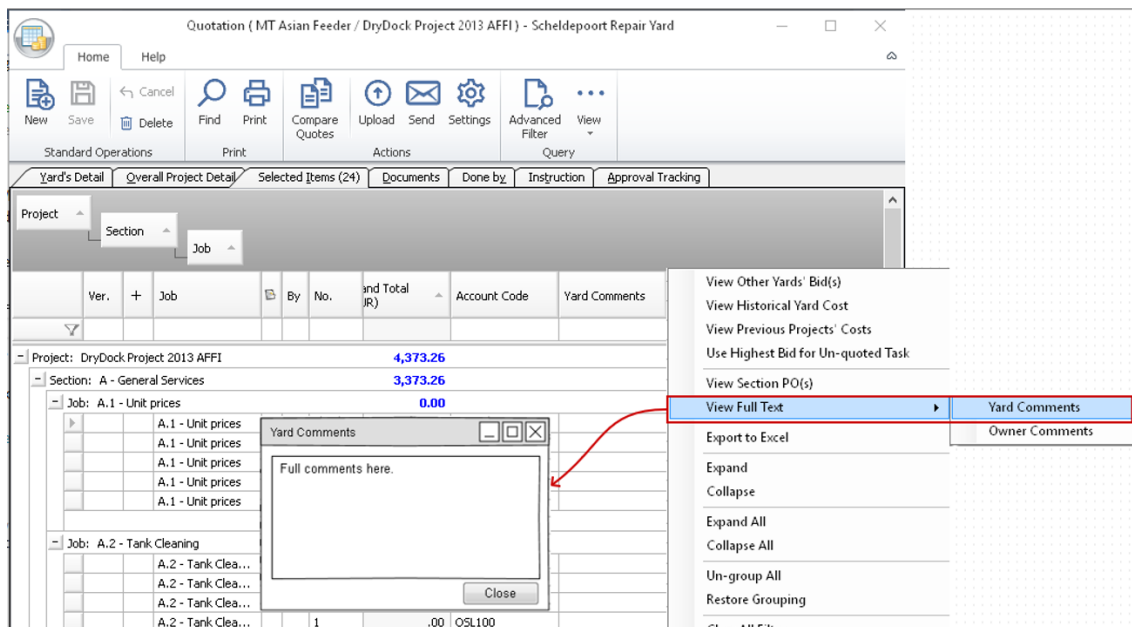 Quotation ( MT Asian Feeder / DryDock Project 2013 AFFI ) - Scheldepoort Repair Yard
Home Help
New Save Cancel Delete Find Print Compare Quotes Upload Send Settings Advanced Filter View
Standard Operations Print Actions Query
Yard's Detail Overall Project Detail Selected Items (24) Documents Done by Instruction Approval Tracking
Project
Section
Job
Ver. + Job By No. and Total Account Code Yard Comments
Project: DryDock Project 2013 AFFI 4,373.26
Section: A - General Services 3,373.26
Job: A.1 - Unit prices 0.00
A.1 - Unit prices
A.1 - Unit prices
A.1 - Unit prices
A.1 - Unit prices
A.1 - Unit prices
Job: A.2 - Tank Cleaning
A.2 - Tank Clea...
A.2 - Tank Clea...
A.2 - Tank Clea...
A.2 - Tank Clea... 1 .00 OSL100
Yard Comments
Full comments here.
Close
View Other Yards' Bid(s)
View Historical Yard Cost
View Previous Projects' Costs
Use Highest Bid for Un-quoted Task
View Section PO(s)
View Full Text
Yard Comments
Owner Comments
Export to Excel
Expand
Collapse
Expand All
Collapse All
Un-group All
Restore Grouping